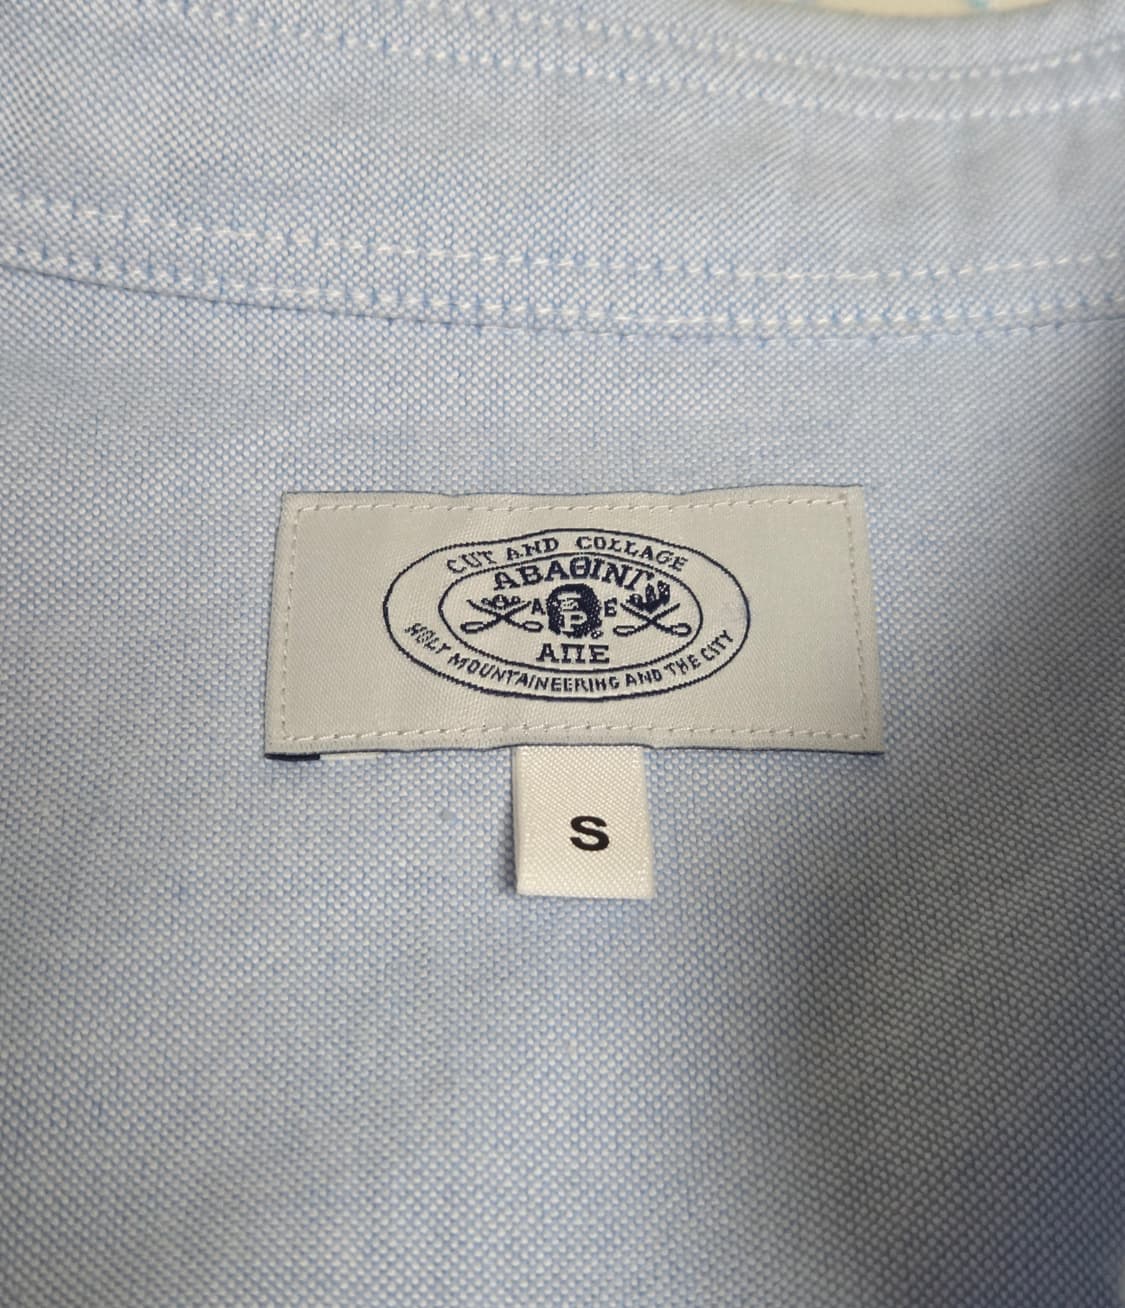 CUT AND COLLAGE
ΑΒΑΘΙΝΓ
A E
ΑΠΕ
HOLY MOUNTAINEERING AND THE CITY
S